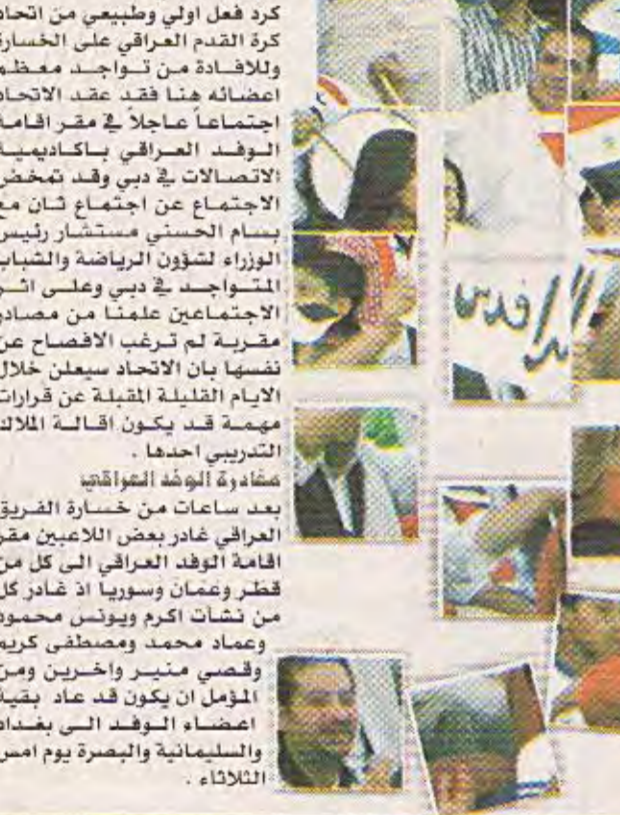 كرد فعل اولي وطبيعي من اتحاد
كرة القدم العراقي على الخسارة
وللافادة من تواجد معظم
اعضائه هنا فقد عقد الاتحاد
اجتماعاً عاجلاً في مقر اقامة
الوفد العراقي باكاديمية
الاتصالات في دبي وقد تمخض
الاجتماع عن اجتماع ثان مع
بسام الحسني مستشار رئيس
الوزراء لشؤون الرياضة والشباب
المتواجد في دبي وعلى اثر
الاجتماعين علمنا من مصادر
مقربة لم ترغب الافصاح عن
نفسها بان الاتحاد سيعلن خلال
الايام القليلة المقبلة عن قرارات
مهمة قد يكون اقالة الملاك
التدريبي احدها .
مغادرة الوفد العراقي
بعد ساعات من خسارة الفريق
العراقي غادر بعض اللاعبين مقر
اقامة الوفد العراقي الى كل من
قطر وعمان وسوريا اذ غادر كل
من نشأت اكرم ويونس محمود
وعماد محمد ومصطفى كريم
وقصي منير واخرين ومن
المؤمل ان يكون قد عاد بقية
اعضاء الوفد الى بغداد
والسليمانية والبصرة يوم امس
الثلاثاء .